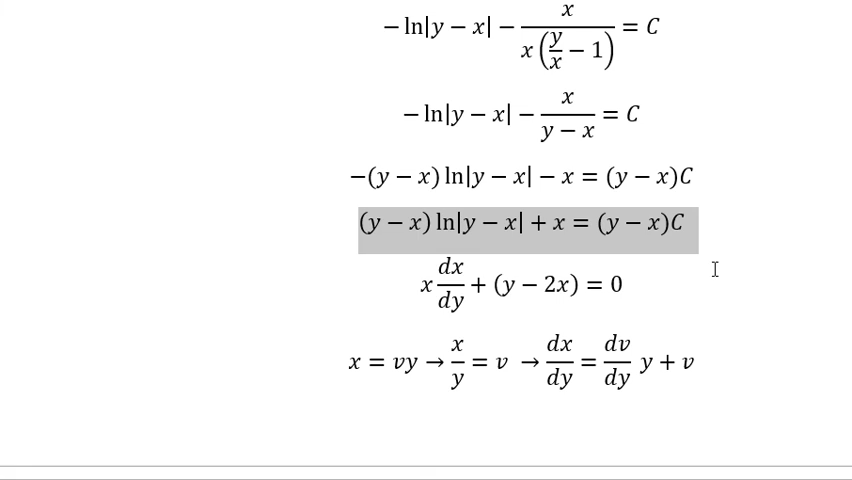 − ln|y − x| − x / (x (y/x − 1)) = C
− ln|y − x| − x / (y − x) = C
−(y − x) ln|y − x| − x = (y − x)C
(y − x) ln|y − x| + x = (y − x)C
x dx/dy + (y − 2x) = 0
x = vy → x/y = v → dx/dy = dv/dy y + v